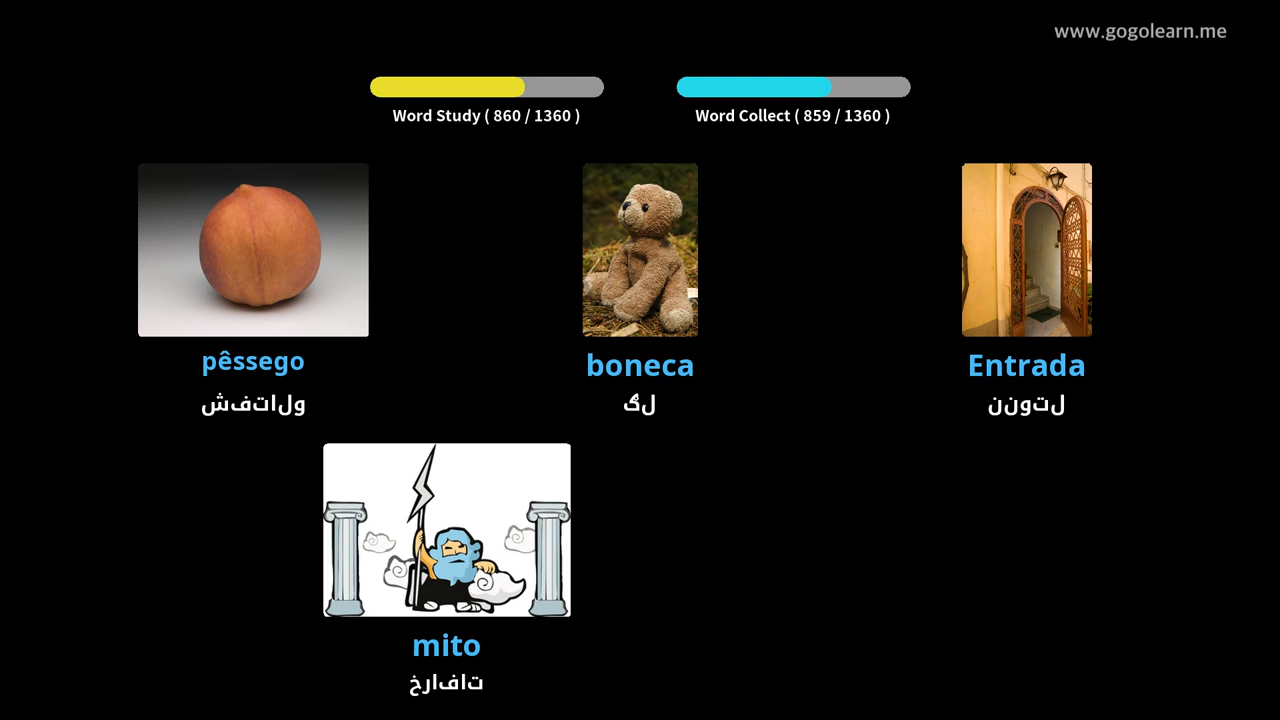 www.gogolearn.me
Word Study ( 860 / 1360 )
Word Collect ( 859 / 1360 )
pêssego
ولاتفش
boneca
لگ
Entrada
لتونن
mito
تافارخ